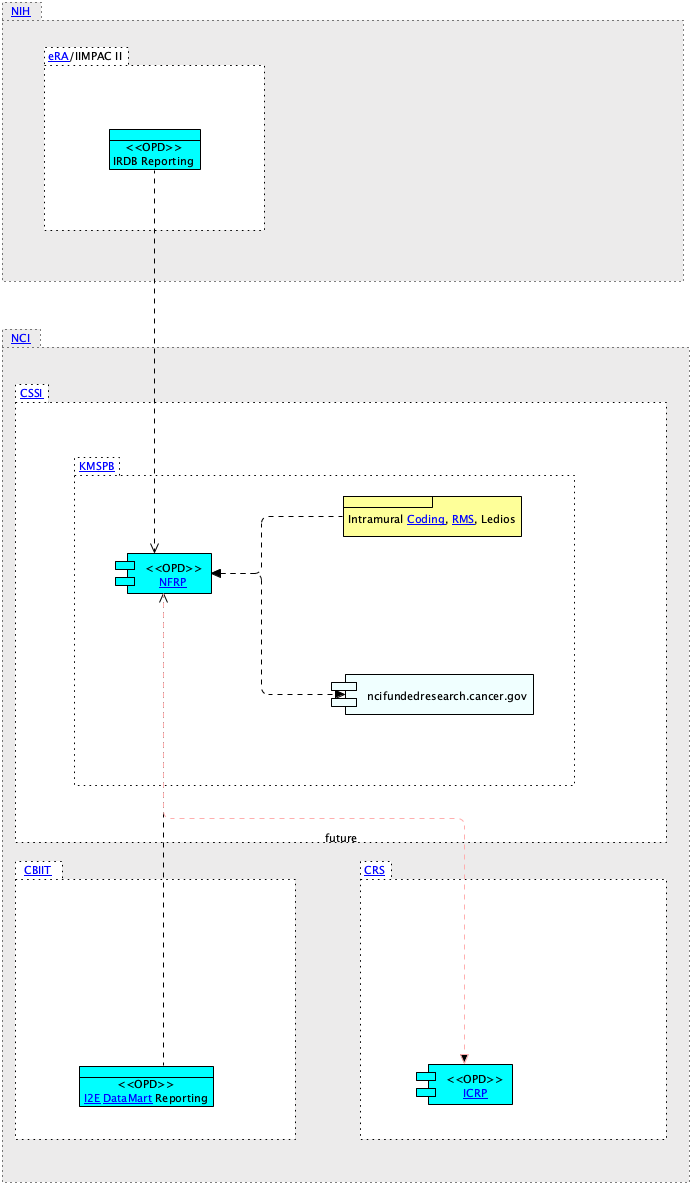 NIH
eRA/IIMPAC II
<<OPD>>
IRDB Reporting
NCI
CSSI
KMSPB
Intramural Coding, RMS, Ledios
<<OPD>>
NFRP
ncifundedresearch.cancer.gov
future
CBIIT
CRS
<<OPD>>
I2E DataMart Reporting
<<OPD>>
ICRP